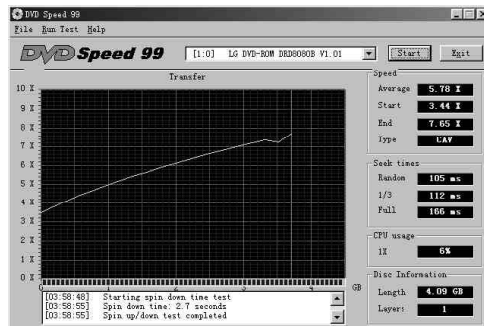 DVD Speed 99
File Run Test Help
DVD Speed 99
[1:0] LG DVD-ROM DRD8080B V1.01
Start
Exit
Transfer
10 X
9 X
8 X
7 X
6 X
5 X
4 X
3 X
2 X
1 X
0 X
0 2 4 GB
Speed
Average 5.78 X
Start 3.44 X
End 7.65 X
Type CAV
Seek times
Random 105 ms
1/3 112 ms
Full 166 ms
CPU usage
1X 6%
Disc Information
Length 4.09 GB
Layers 1
[03:58:48] Starting spin down time test
[03:58:55] Spin down time: 2.7 seconds
[03:58:55] Spin up/down test completed